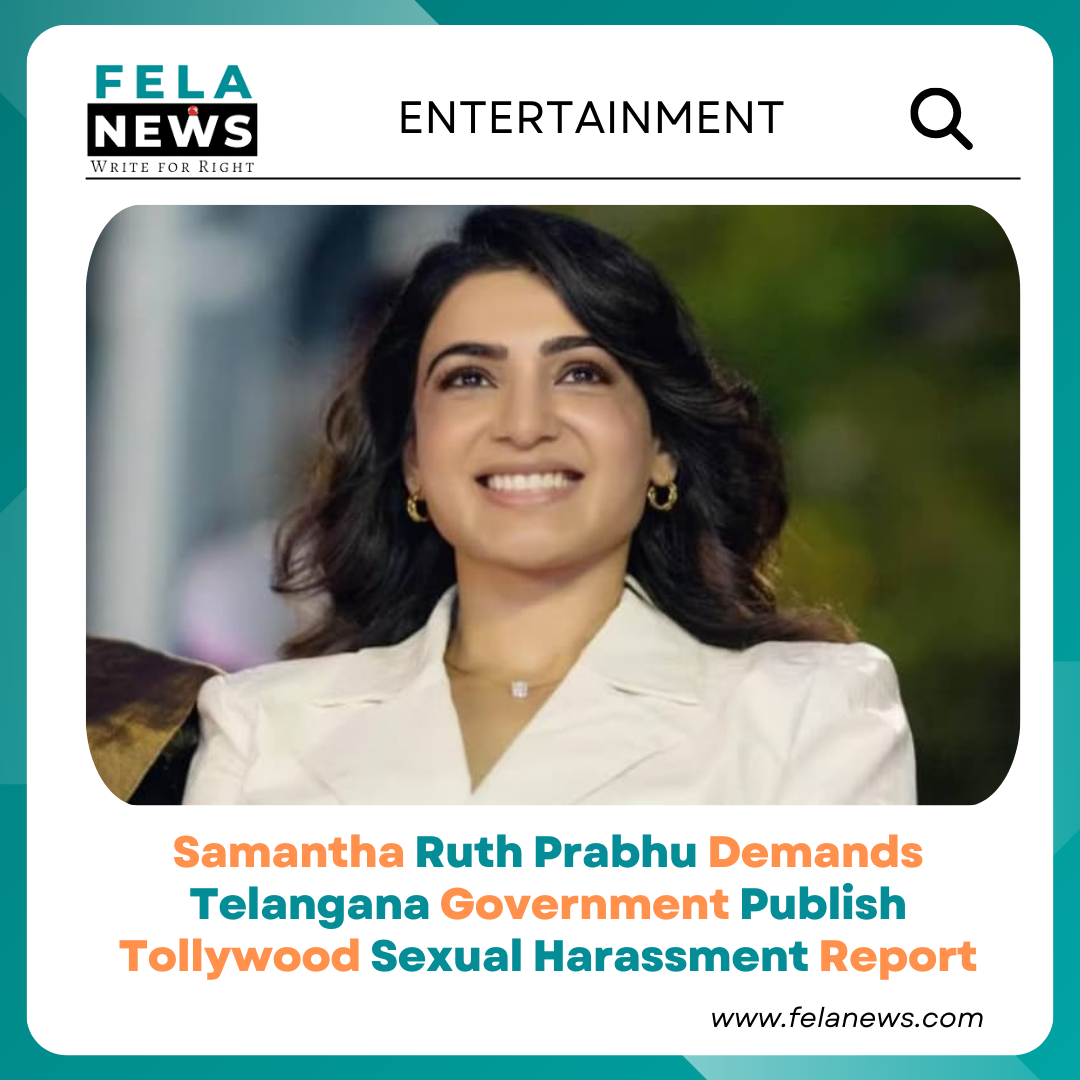 FELA
NEWS
WRITE FOR RIGHT
ENTERTAINMENT
Samantha Ruth Prabhu Demands
Telangana Government Publish
Tollywood Sexual Harassment Report
www.felanews.com